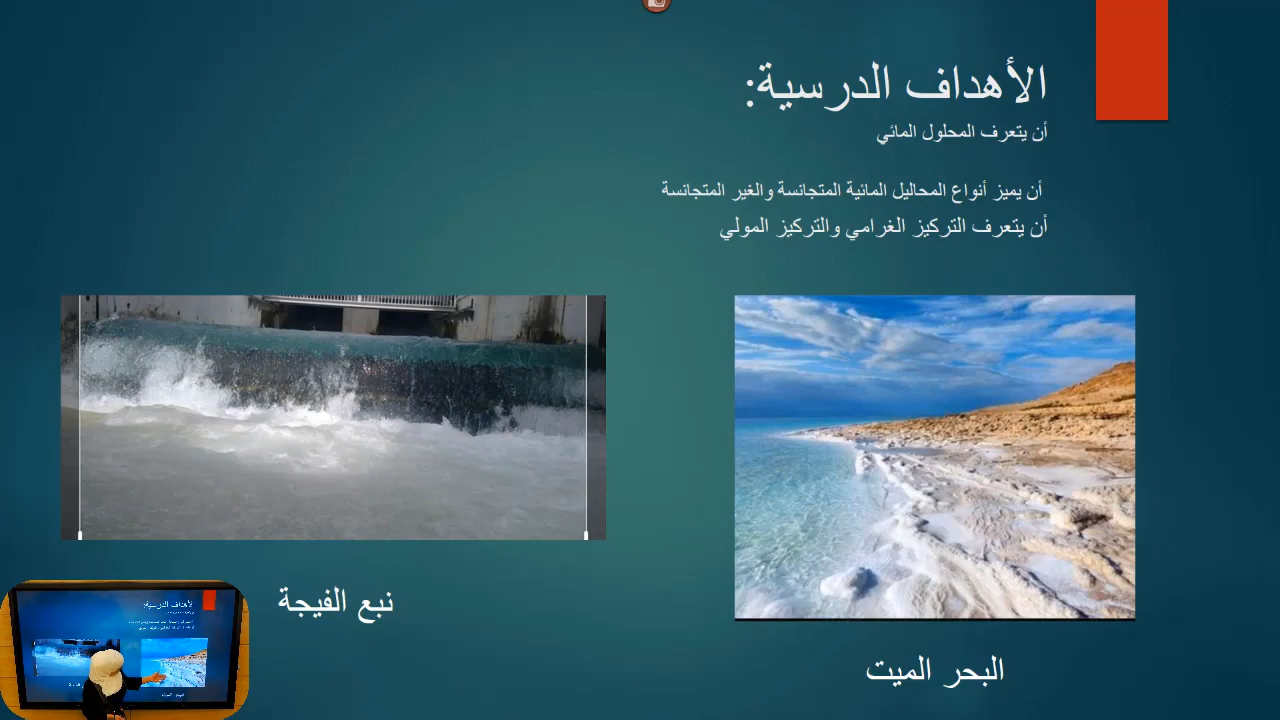 الأهداف الدرسية:
أن يتعرف المحلول المائي
أن يميز أنواع المحاليل المائية المتجانسة والغير المتجانسة
أن يتعرف التركيز الغرامي والتركيز المولي
نبع الفيجة
البحر الميت